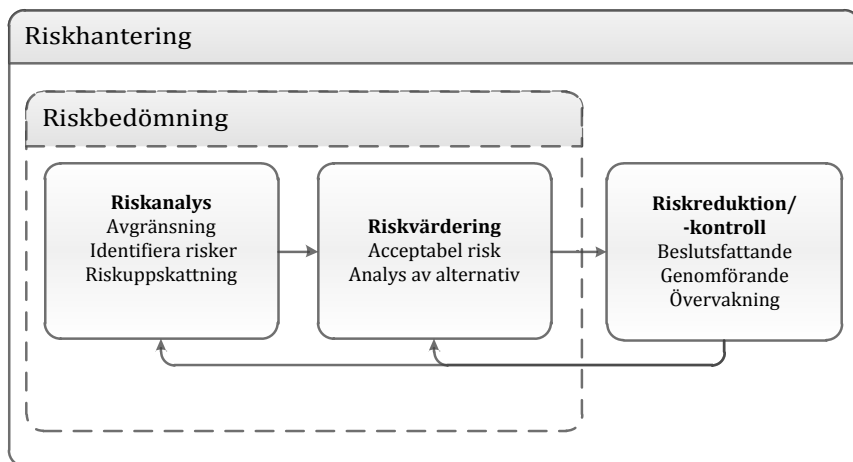 Riskhantering
Riskbedömning
Riskanalys
Avgränsning
Identifiera risker
Riskuppskattning
Riskvärdering
Acceptabel risk
Analys av alternativ
Riskreduktion/
-kontroll
Beslutsfattande
Genomförande
Övervakning